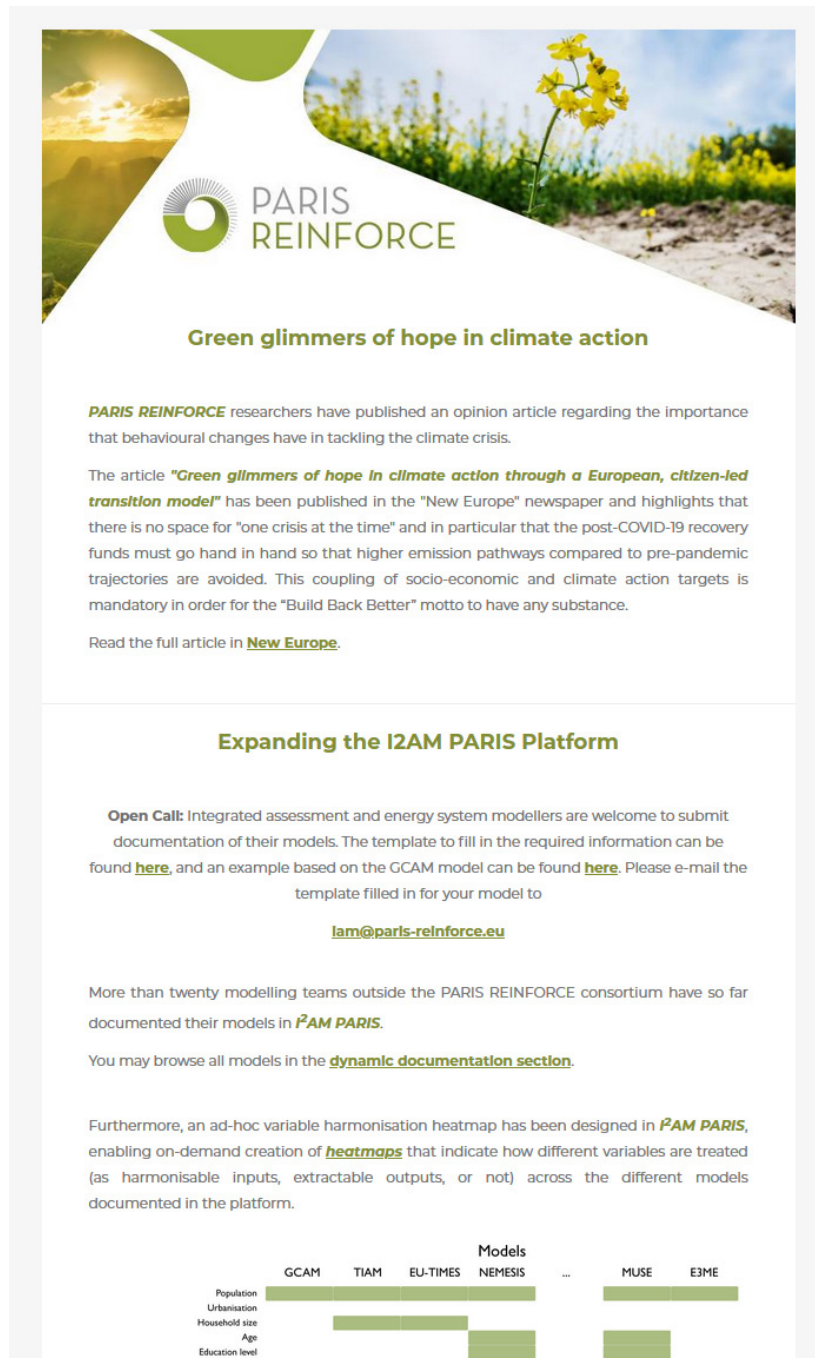 PARIS
REINFORCE
Green glimmers of hope in climate action
PARIS REINFORCE researchers have published an opinion article regarding the importance
that behavioural changes have in tackling the climate crisis.
The article "Green glimmers of hope in climate action through a European, citizen-led
transition model" has been published in the "New Europe" newspaper and highlights that
there is no space for "one crisis at the time" and in particular that the post-COVID-19 recovery
funds must go hand in hand so that higher emission pathways compared to pre-pandemic
trajectories are avoided. This coupling of socio-economic and climate action targets is
mandatory in order for the “Build Back Better” motto to have any substance.
Read the full article in New Europe.
Expanding the I2AM PARIS Platform
Open Call: Integrated assessment and energy system modellers are welcome to submit
documentation of their models. The template to fill in the required information can be
found here, and an example based on the GCAM model can be found here. Please e-mail the
template filled in for your model to
iam@paris-reinforce.eu
More than twenty modelling teams outside the PARIS REINFORCE consortium have so far
documented their models in I²AM PARIS.
You may browse all models in the dynamic documentation section.
Furthermore, an ad-hoc variable harmonisation heatmap has been designed in I²AM PARIS,
enabling on-demand creation of heatmaps that indicate how different variables are treated
(as harmonisable inputs, extractable outputs, or not) across the different models
documented in the platform.
Models
GCAM TIAM EU-TIMES NEMESIS ... MUSE E3ME
Population
Urbanisation
Household size
Age
Education level